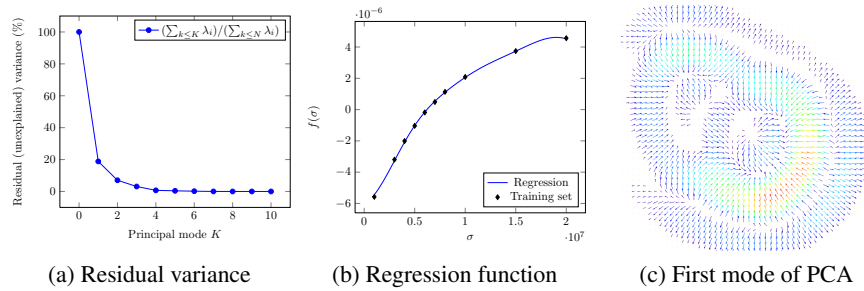 Residual (unexplained) variance (%)
100
80
60
40
20
0
(∑k≤K λi)/(∑k≤N λi)
0 2 4 6 8 10
Principal mode K
(a) Residual variance
·10−6
f(σ)
4
2
0
−2
−4
−6
Regression
Training set
0 0.5 1 1.5 2
·10⁷
σ
(b) Regression function
(c) First mode of PCA